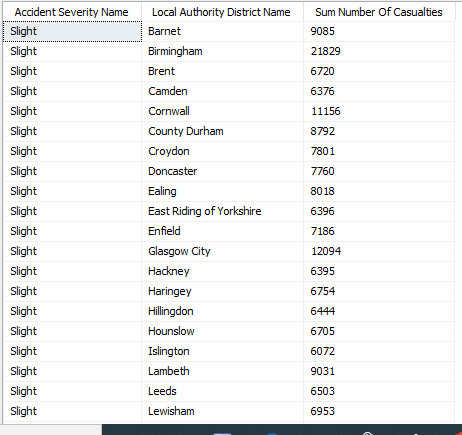 Accident Severity Name Local Authority District Name Sum Number Of Casualties
Slight Barnet 9085
Slight Birmingham 21829
Slight Brent 6720
Slight Camden 6376
Slight Cornwall 11156
Slight County Durham 8792
Slight Croydon 7801
Slight Doncaster 7760
Slight Ealing 8018
Slight East Riding of Yorkshire 6396
Slight Enfield 7186
Slight Glasgow City 12094
Slight Hackney 6395
Slight Haringey 6754
Slight Hillingdon 6444
Slight Hounslow 6705
Slight Islington 6072
Slight Lambeth 9031
Slight Leeds 6503
Slight Lewisham 6953